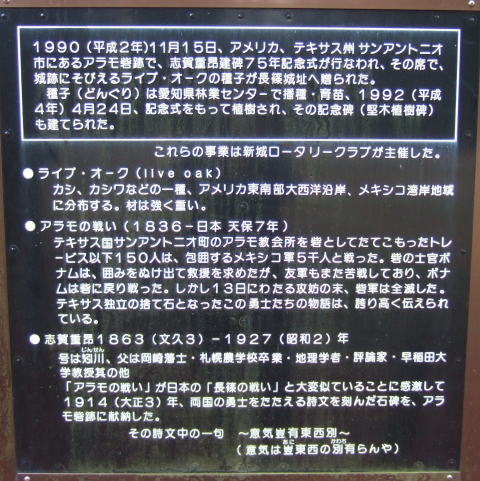 1990(平成2年)11月15日、アメリカ、テキサス州 サンアントニオ
市にあるアラモ砦跡で、志賀重昂建碑75年記念式が行なわれ、その席で、
城跡にそびえるライブ・オークの種子が長篠城址へ贈られた。
種子(どんぐり)は愛知県林業センターで播種・育苗、1992(平成
4年)4月24日、記念式をもって植樹され、その記念碑(堅木植樹碑)
も建てられた。
これらの事業は新城ロータリークラブが主催した。
●ライブ・オーク(live oak)
カシ、カシワなどの一種、アメリカ東南部大西洋沿岸、メキシコ湾岸地域
に分布する。材は強く重い。
●アラモの戦い(1836-日本 天保7年)
テキサス国サンアントニオ町のアラモ教会所を砦としてたてこもったトレ
ービス以下150人は、包囲するメキシコ軍5千人と戦った。砦の士官ボ
ナムは、囲みをぬけ出て救援を求めたが、友軍もまた苦戦しており、ボナ
ムは砦に戻り戦った。しかし13日にわたる攻防の末、砦軍は全滅した。
テキサス独立の捨て石となったこの勇士たちの物語は、誇り高く伝えられ
ている。
●志賀重昂1863(文久3)-1927(昭和2)年
じんせん
号は矧川、父は岡崎藩士・札幌農学校卒業・地理学者・評論家・早稲田大
学教授其の他
「アラモの戦い」が日本の「長篠の戦い」と大変似ていることに感激して
1914(大正3)年、両国の勇士をたたえる詩文を刻んだ石碑を、アラ
モ砦跡に献納した。
その詩文中の一句 ~意気豈有東西別~
あに かわち
(意気は豈東西の別有らんや)